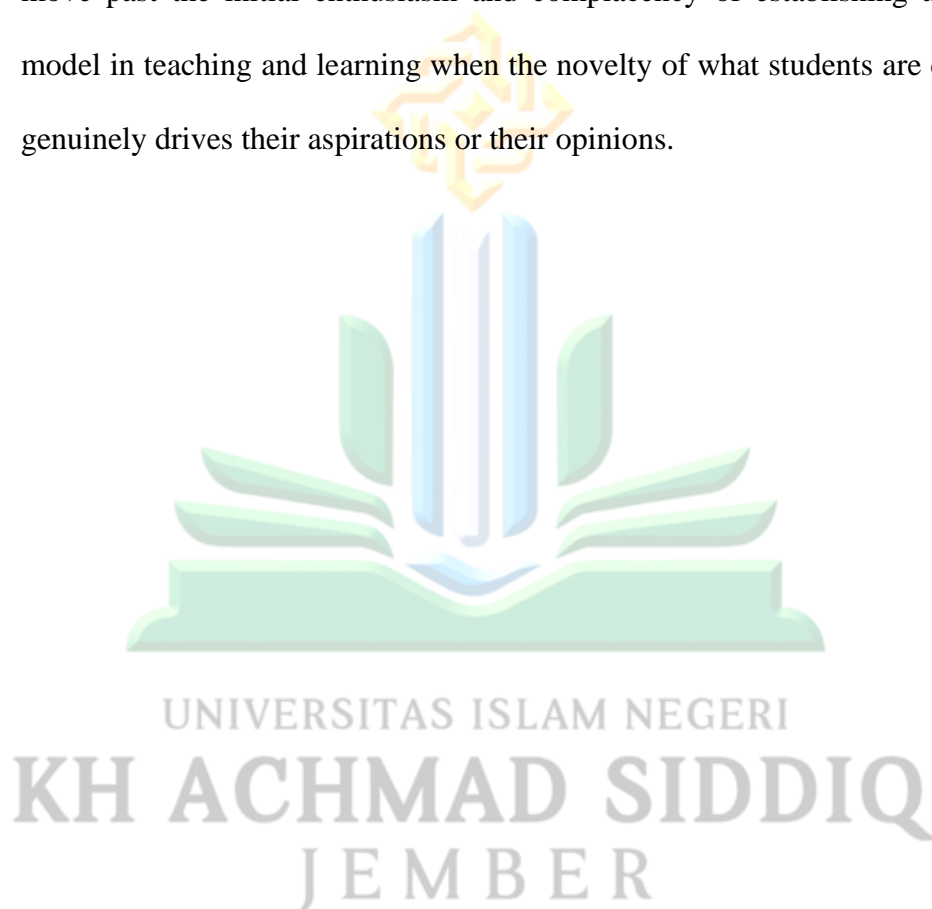 move past the initial enthusiasm and complacency of establishing
model in teaching and learning when the novelty of what students are
genuinely drives their aspirations or their opinions.
UNIVERSITAS ISLAM NEGERI
KH ACHMAD SIDDIQ
JEMBER